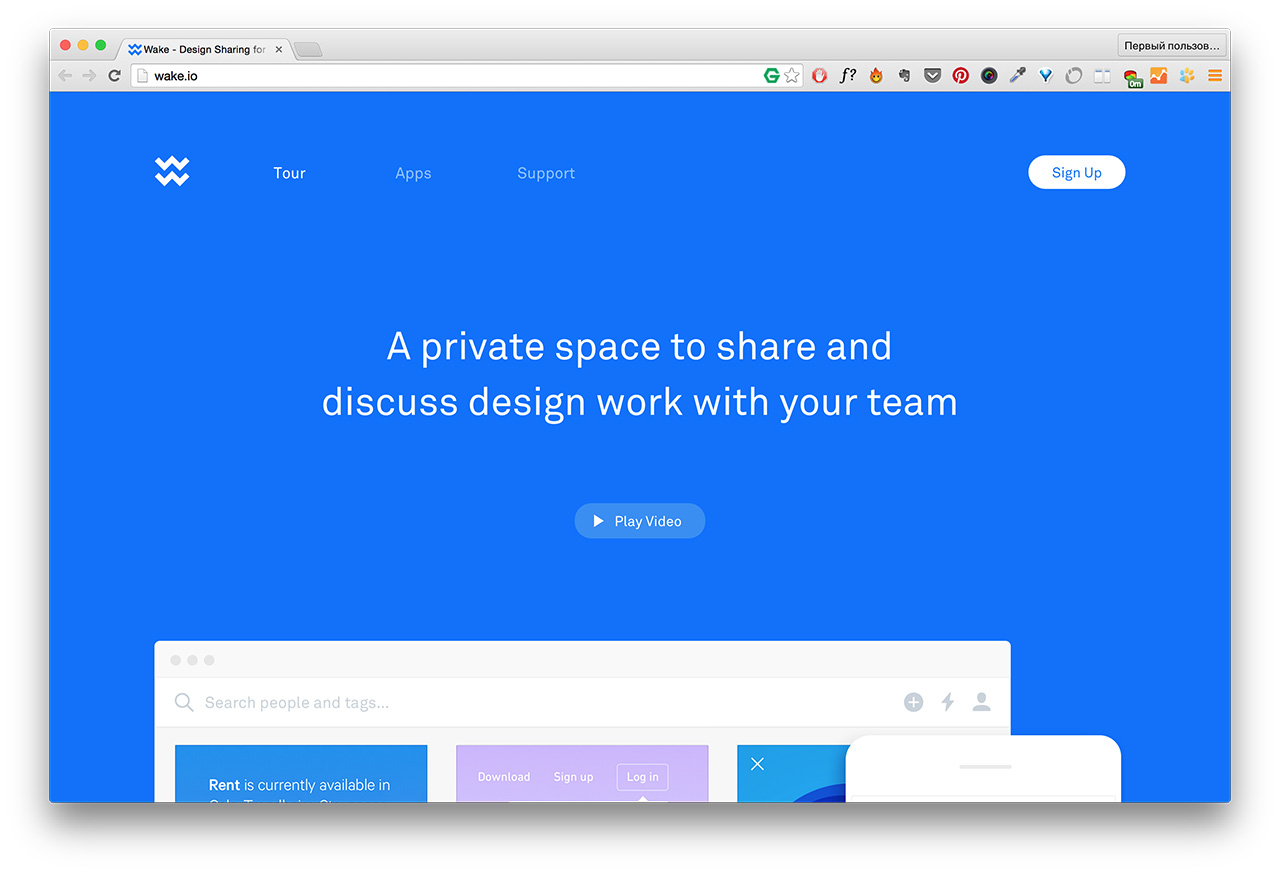 Wake - Design Sharing for
Первый пользов...
wake.io
f?
0m
Tour
Apps
Support
Sign Up
A private space to share and
discuss design work with your team
Play Video
Search people and tags...
Rent is currently available in
Download
Sign up
Log in